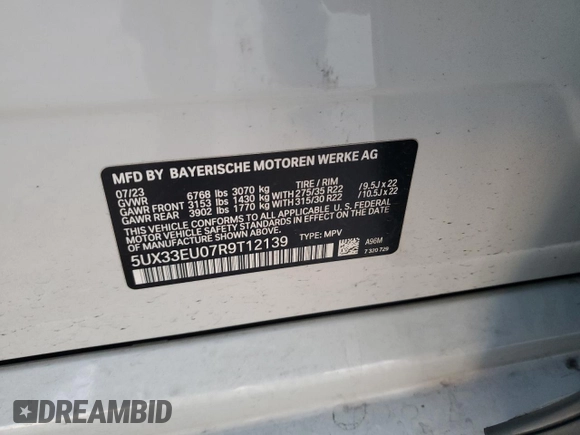 MFD BY BAYERISCHE MOTOREN WERKE AG
07/23 TIRE / RIM
GVWR 6768 lbs 3070 kg
GAWR FRONT 3153 lbs 1430 kg WITH 275/35 R22 / 9.5J x 22
GAWR REAR 3902 lbs 1770 kg WITH 315/30 R22 / 10.5J x 22
THIS VEHICLE CONFORMS TO ALL APPLICABLE U.S. FEDERAL
MOTOR VEHICLE SAFETY STANDARDS IN EFFECT ON THE DATE
OF MANUFACTURE SHOWN ABOVE.
5UX33EU07R9T12139 TYPE: MPV
A96M
7 320 728
DREAMBID